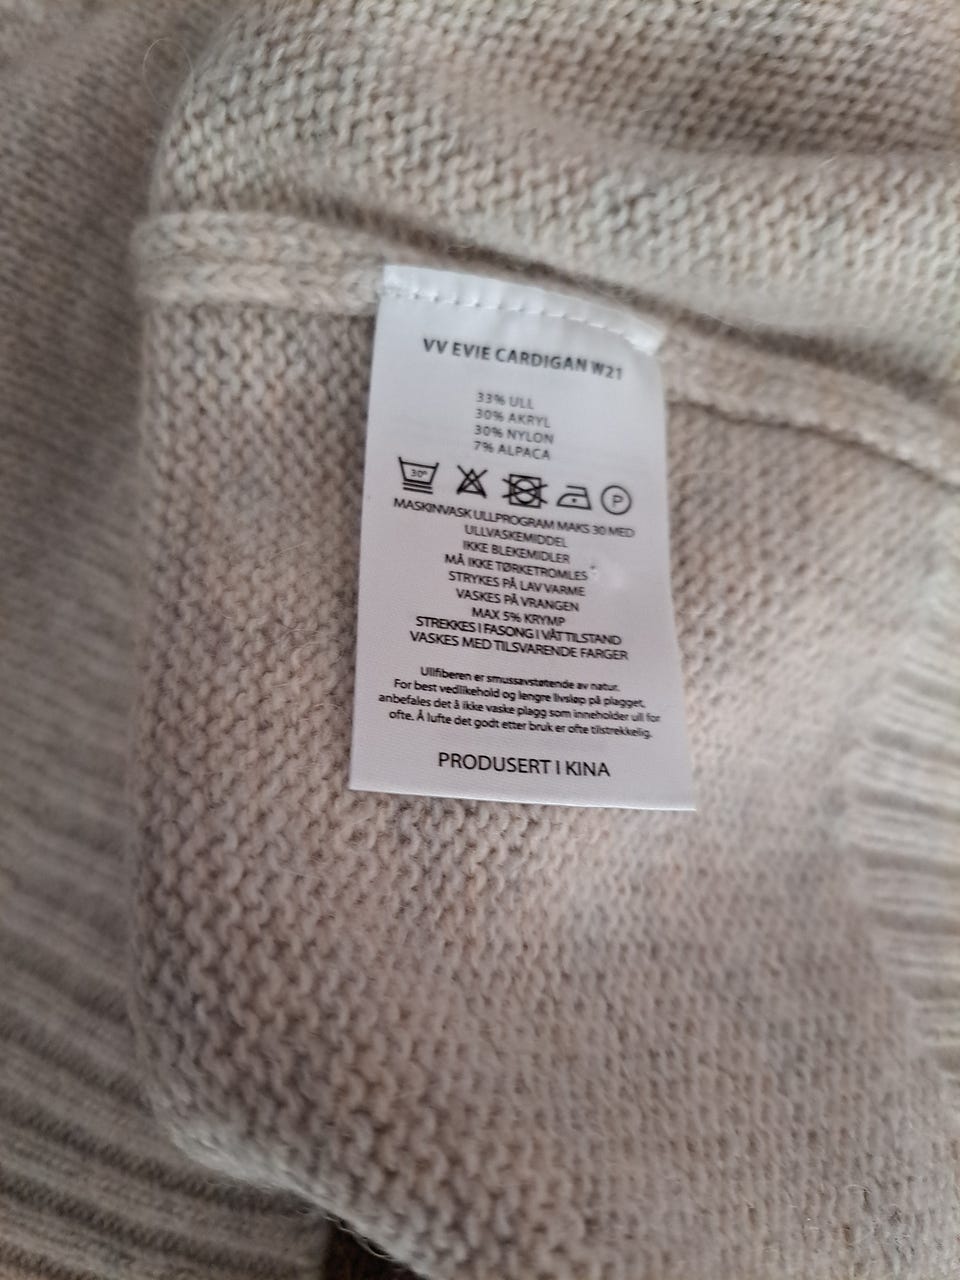 VV EVIE CARDIGAN W21
33% ULL
30% AKRYL
30% NYLON
7% ALPACA
30°
P
MASKINVASK ULLPROGRAM MAKS 30 MED
ULLVASKEMIDDEL
IKKE BLEKEMIDLER
MÅ IKKE TØRKETROMLES
STRYKES PÅ LAV VARME
VASKES PÅ VRANGEN
MAX 5% KRYMP
STREKKES I FASONG I VÅT TILSTAND
VASKES MED TILSVARENDE FARGER
Ullfiberen er smussavstøtende av natur.
For best vedlikehold og lengre livsløp på plagget,
anbefales det å ikke vaske plagg som inneholder ull for
ofte. Å lufte det godt etter bruk er ofte tilstrekkelig.
PRODUSERT I KINA